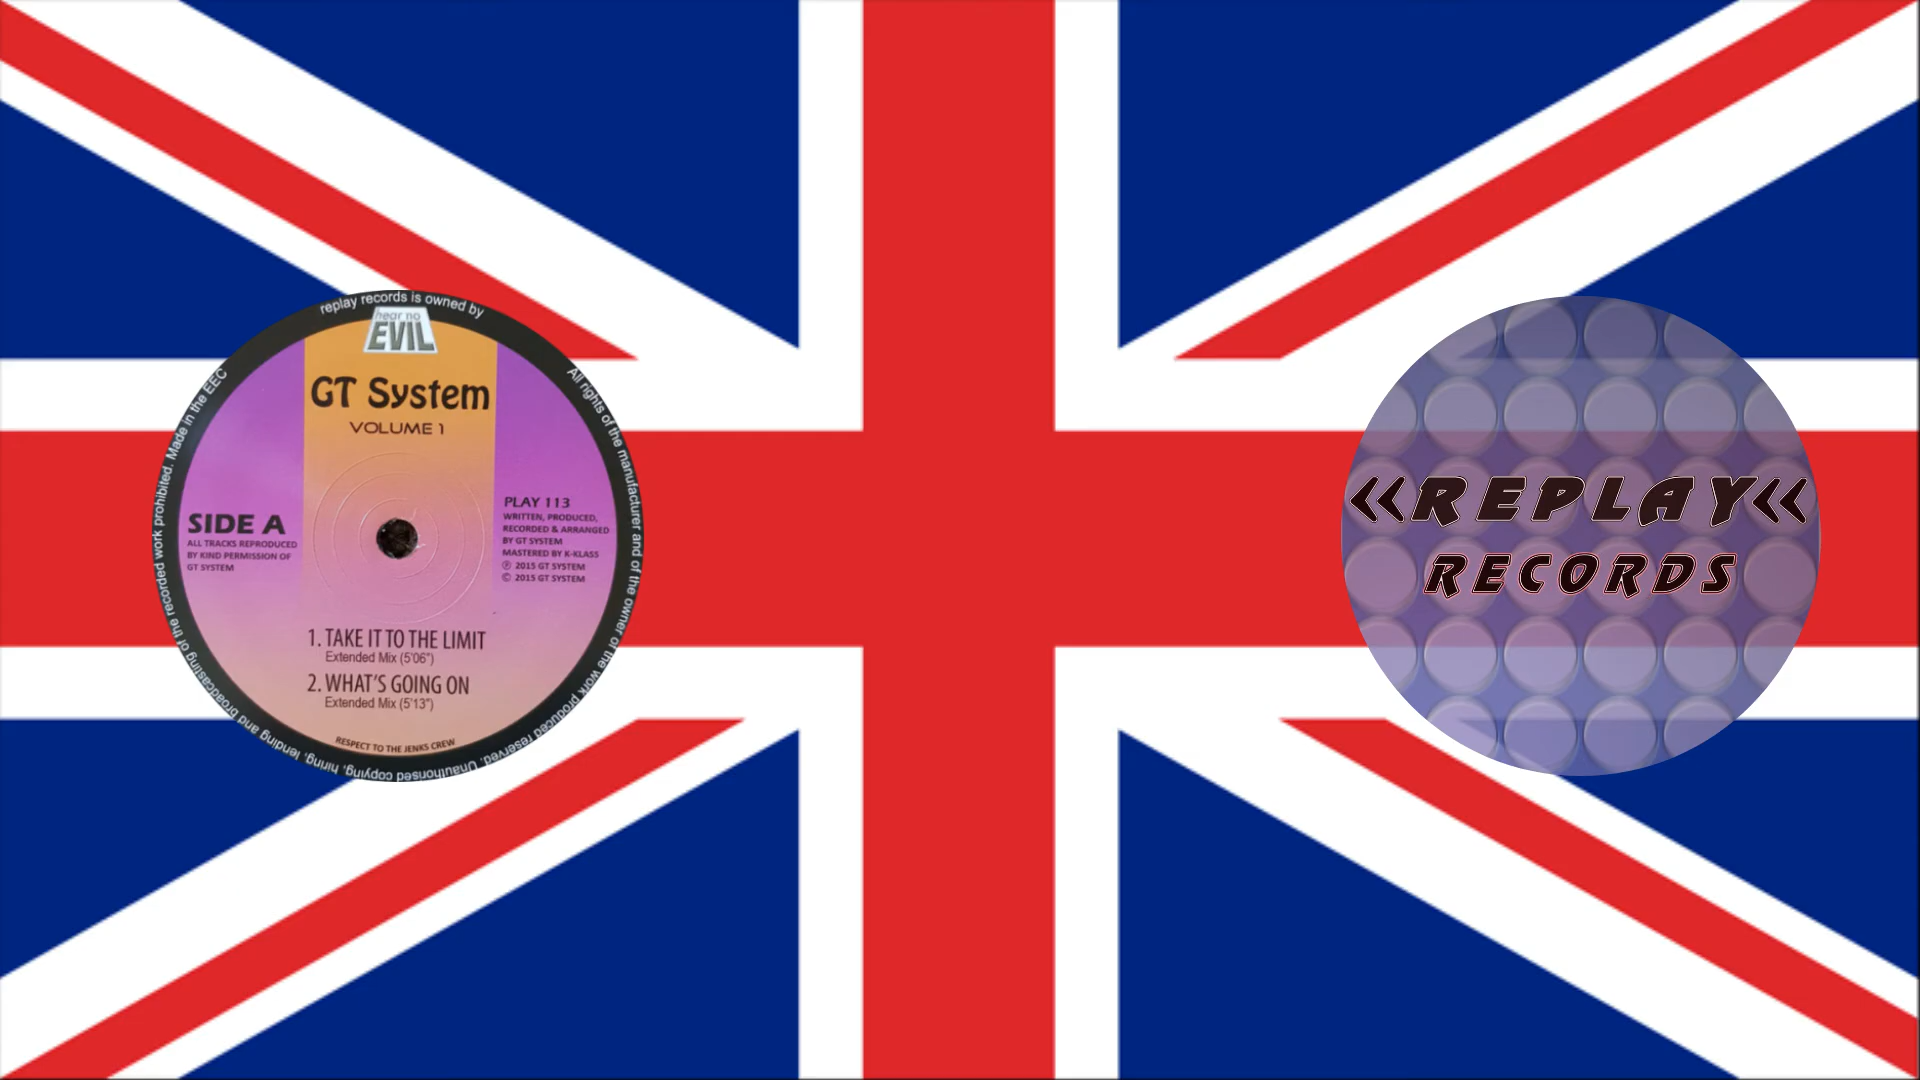 replay records is owned by
hear no
EVIL
GT System
VOLUME 1
SIDE A
ALL TRACKS REPRODUCED
BY KIND PERMISSION OF
GT SYSTEM
PLAY 113
WRITTEN, PRODUCED,
RECORDED & ARRANGED
BY GT SYSTEM
MASTERED BY K-KLASS
℗ 2015 GT SYSTEM
© 2015 GT SYSTEM
1. TAKE IT TO THE LIMIT
Extended Mix (5'06")
2. WHAT'S GOING ON
Extended Mix (5'13")
RESPECT TO THE JENKS CREW
All rights of the manufacturer and of the owner of the work produced reserved. Unauthorised copying, hiring, lending and broadcasting of the recorded work prohibited. Made in the EEC
<<REPLAY<<
RECORDS